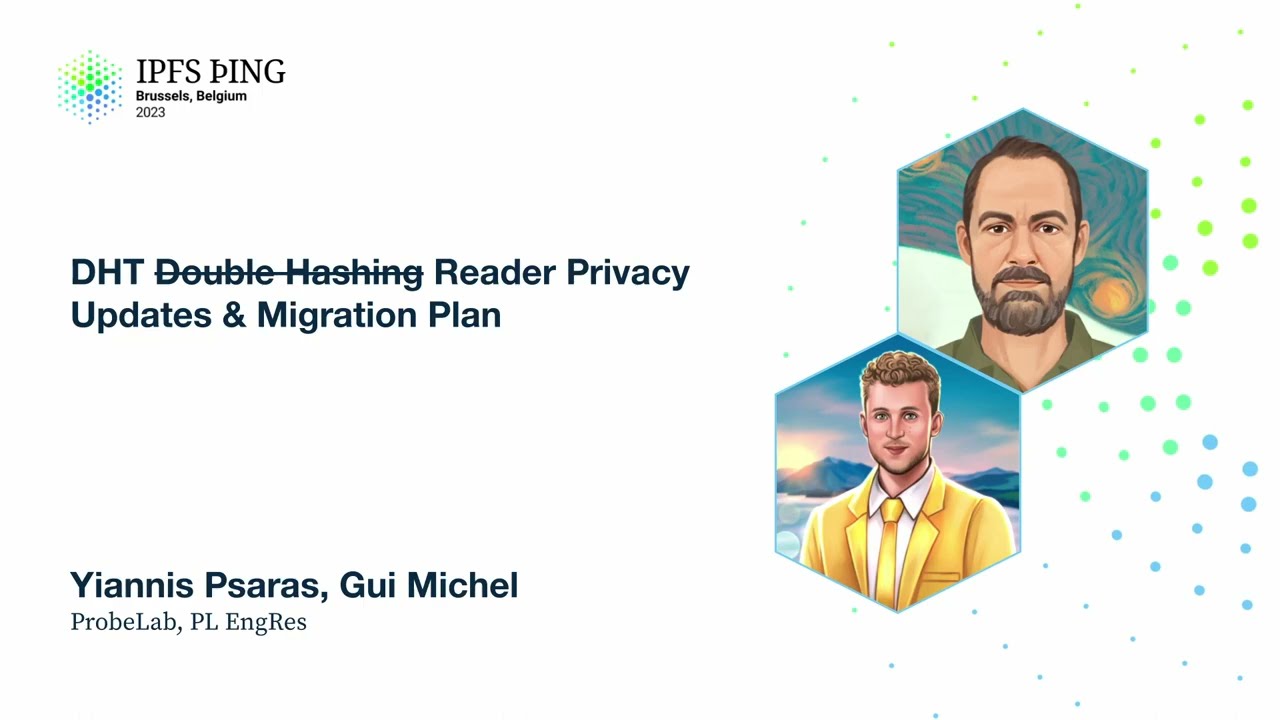 IPFS ÞING
Brussels, Belgium
2023
DHT Double Hashing Reader Privacy
Updates & Migration Plan
Yiannis Psaras, Gui Michel
ProbeLab, PL EngRes